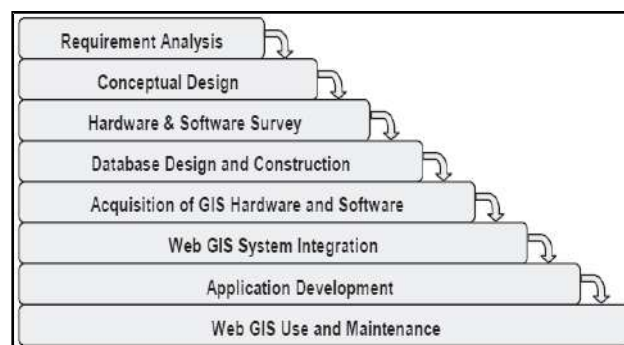 Requirement Analysis
Conceptual Design
Hardware & Software Survey
Database Design and Construction
Acquisition of GIS Hardware and Software
Web GIS System Integration
Application Development
Web GIS Use and Maintenance